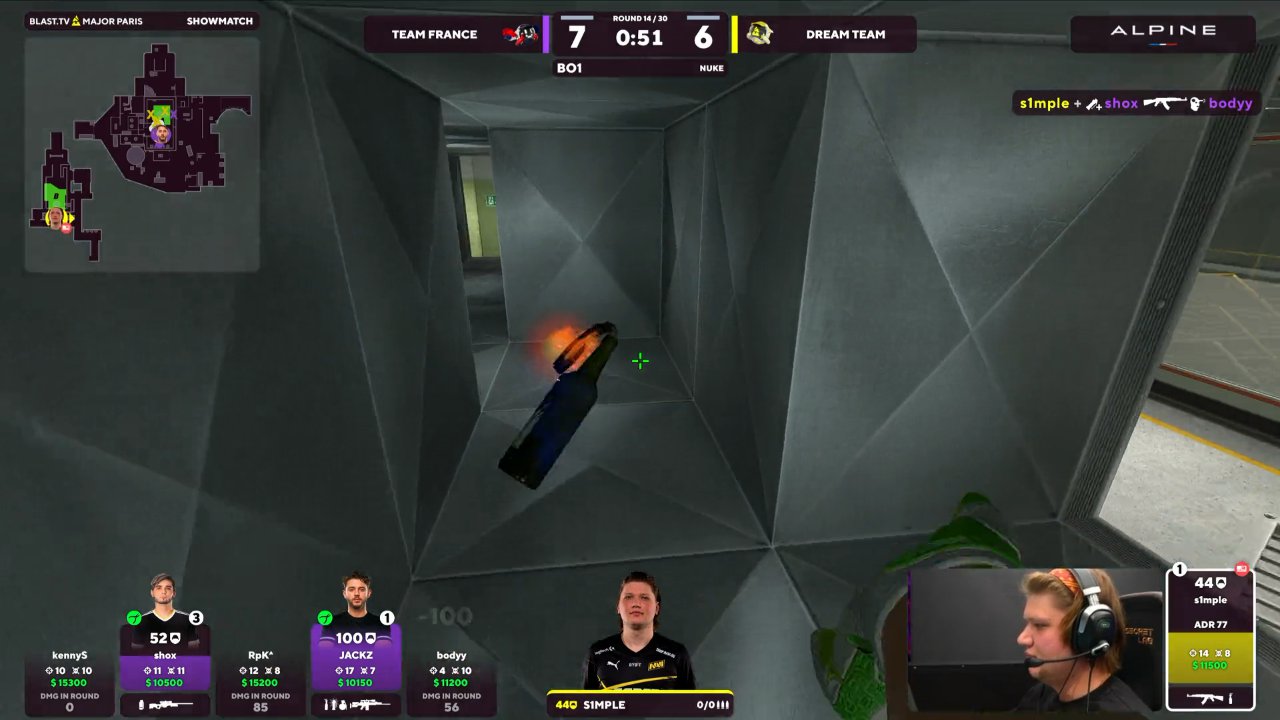 BLAST.TV MAJOR PARIS SHOWMATCH
TEAM FRANCE 7 ROUND 14 / 30 0:51 6 DREAM TEAM
BO1 NUKE
ALPINE
s1mple + shox bodyy
-100
3
1
52
100
kennyS shox RpK^ JACKZ bodyy
10 10 11 11 12 8 17 7 4 10
$ 15300 $ 10500 $ 15200 $ 10150 $ 11200
DMG IN ROUND DMG IN ROUND DMG IN ROUND
0 85 56
44 S1MPLE 0/0
SECRET
LAB
1
44
s1mple
ADR 77
14 8
$ 11500